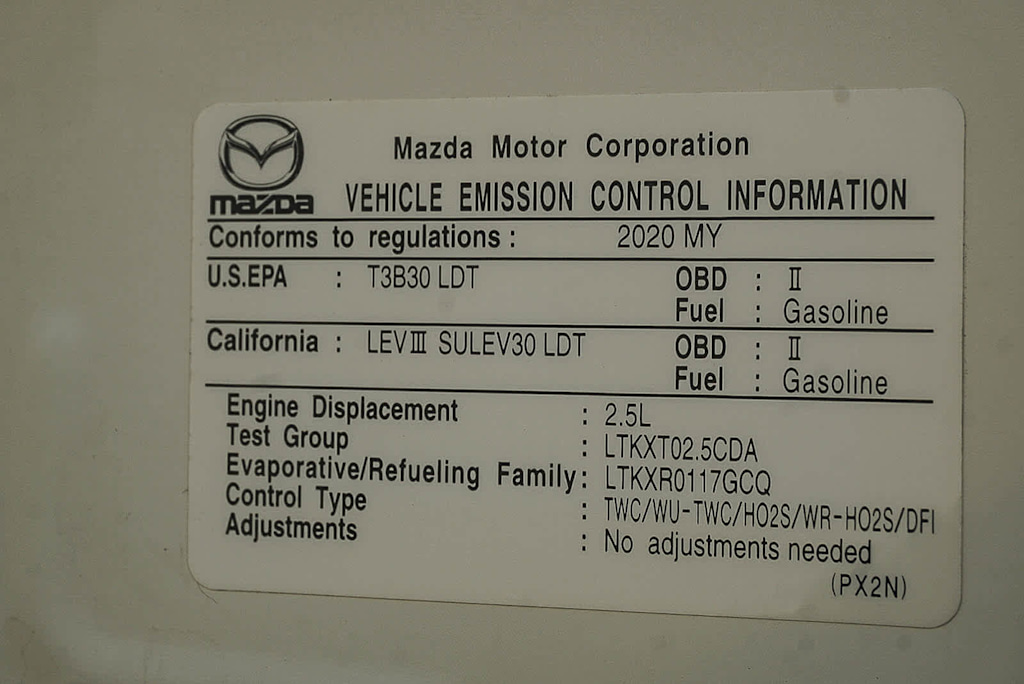 Mazda Motor Corporation
mazda VEHICLE EMISSION CONTROL INFORMATION
Conforms to regulations : 2020 MY
U.S.EPA : T3B30 LDT OBD : II
Fuel : Gasoline
California : LEVIII SULEV30 LDT OBD : II
Fuel : Gasoline
Engine Displacement : 2.5L
Test Group : LTKXT02.5CDA
Evaporative/Refueling Family : LTKXR0117GCQ
Control Type : TWC/WU-TWC/HO2S/WR-HO2S/DFI
Adjustments : No adjustments needed
(PX2N)